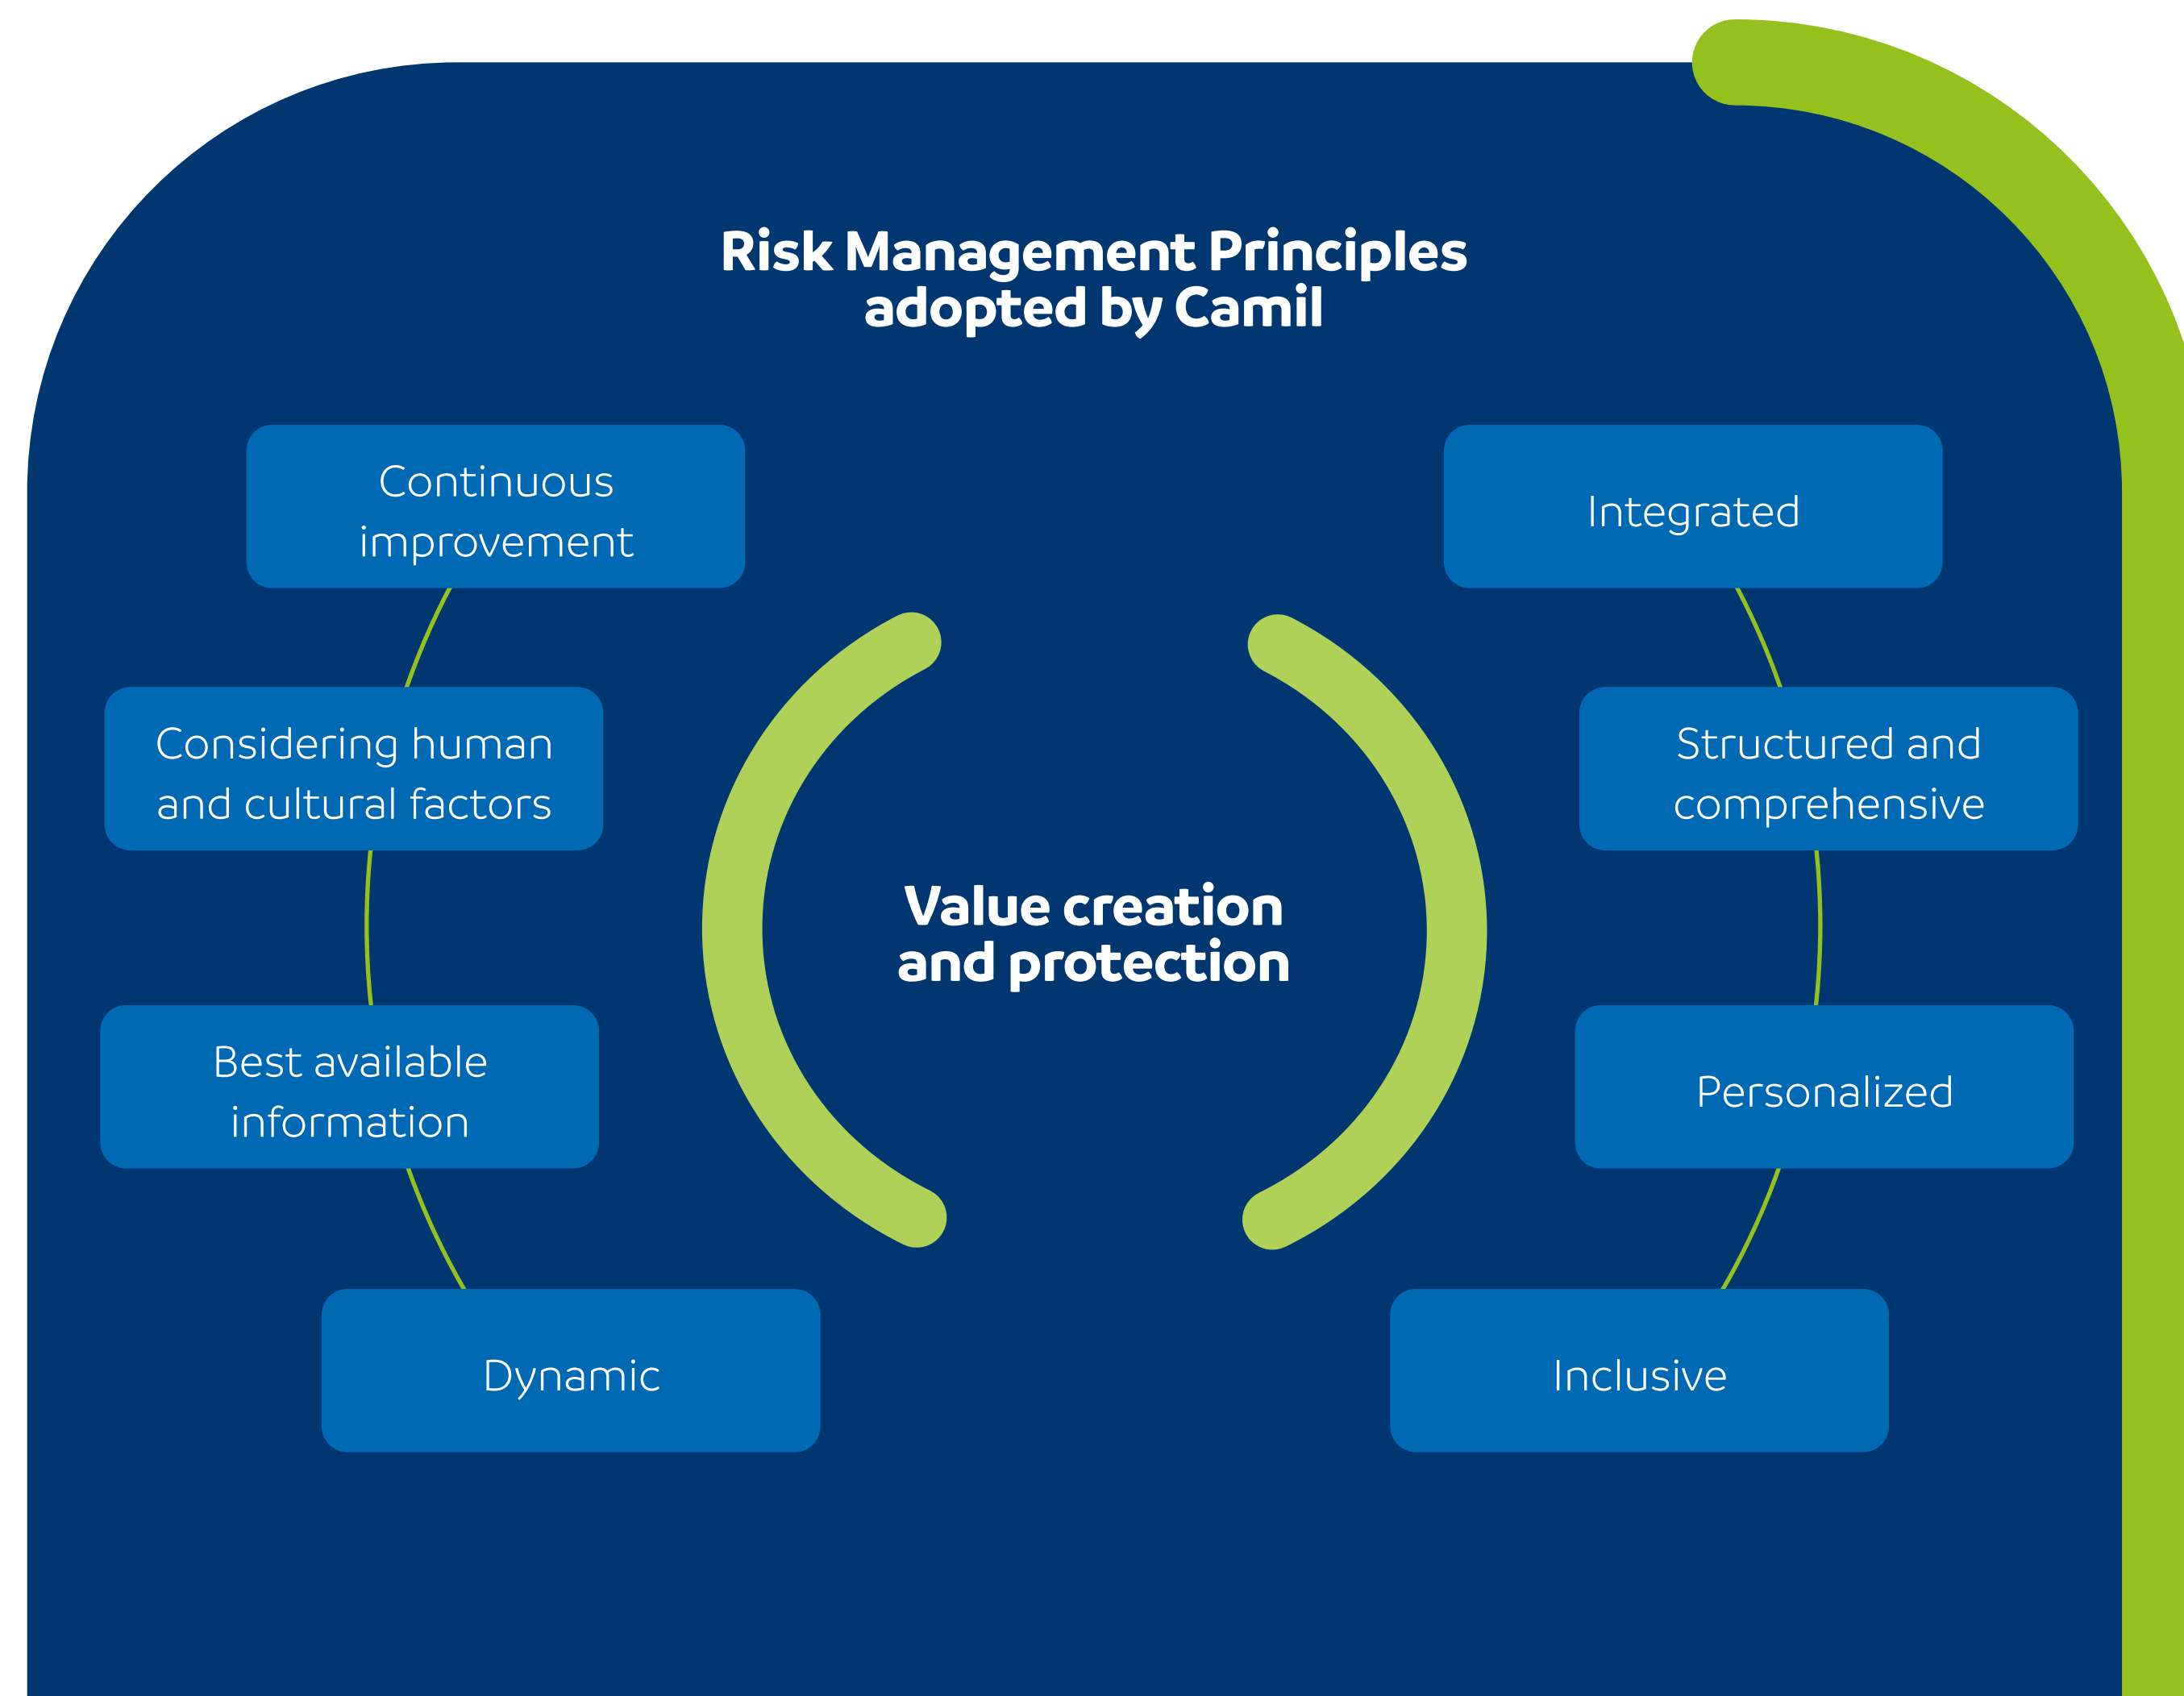 Risk Management Principles
adopted by Camil
Continuous
improvement
Integrated
Considering human
and cultural factors
Structured and
comprehensive
Value creation
and protection
Best available
information
Personalized
Dynamic
Inclusive